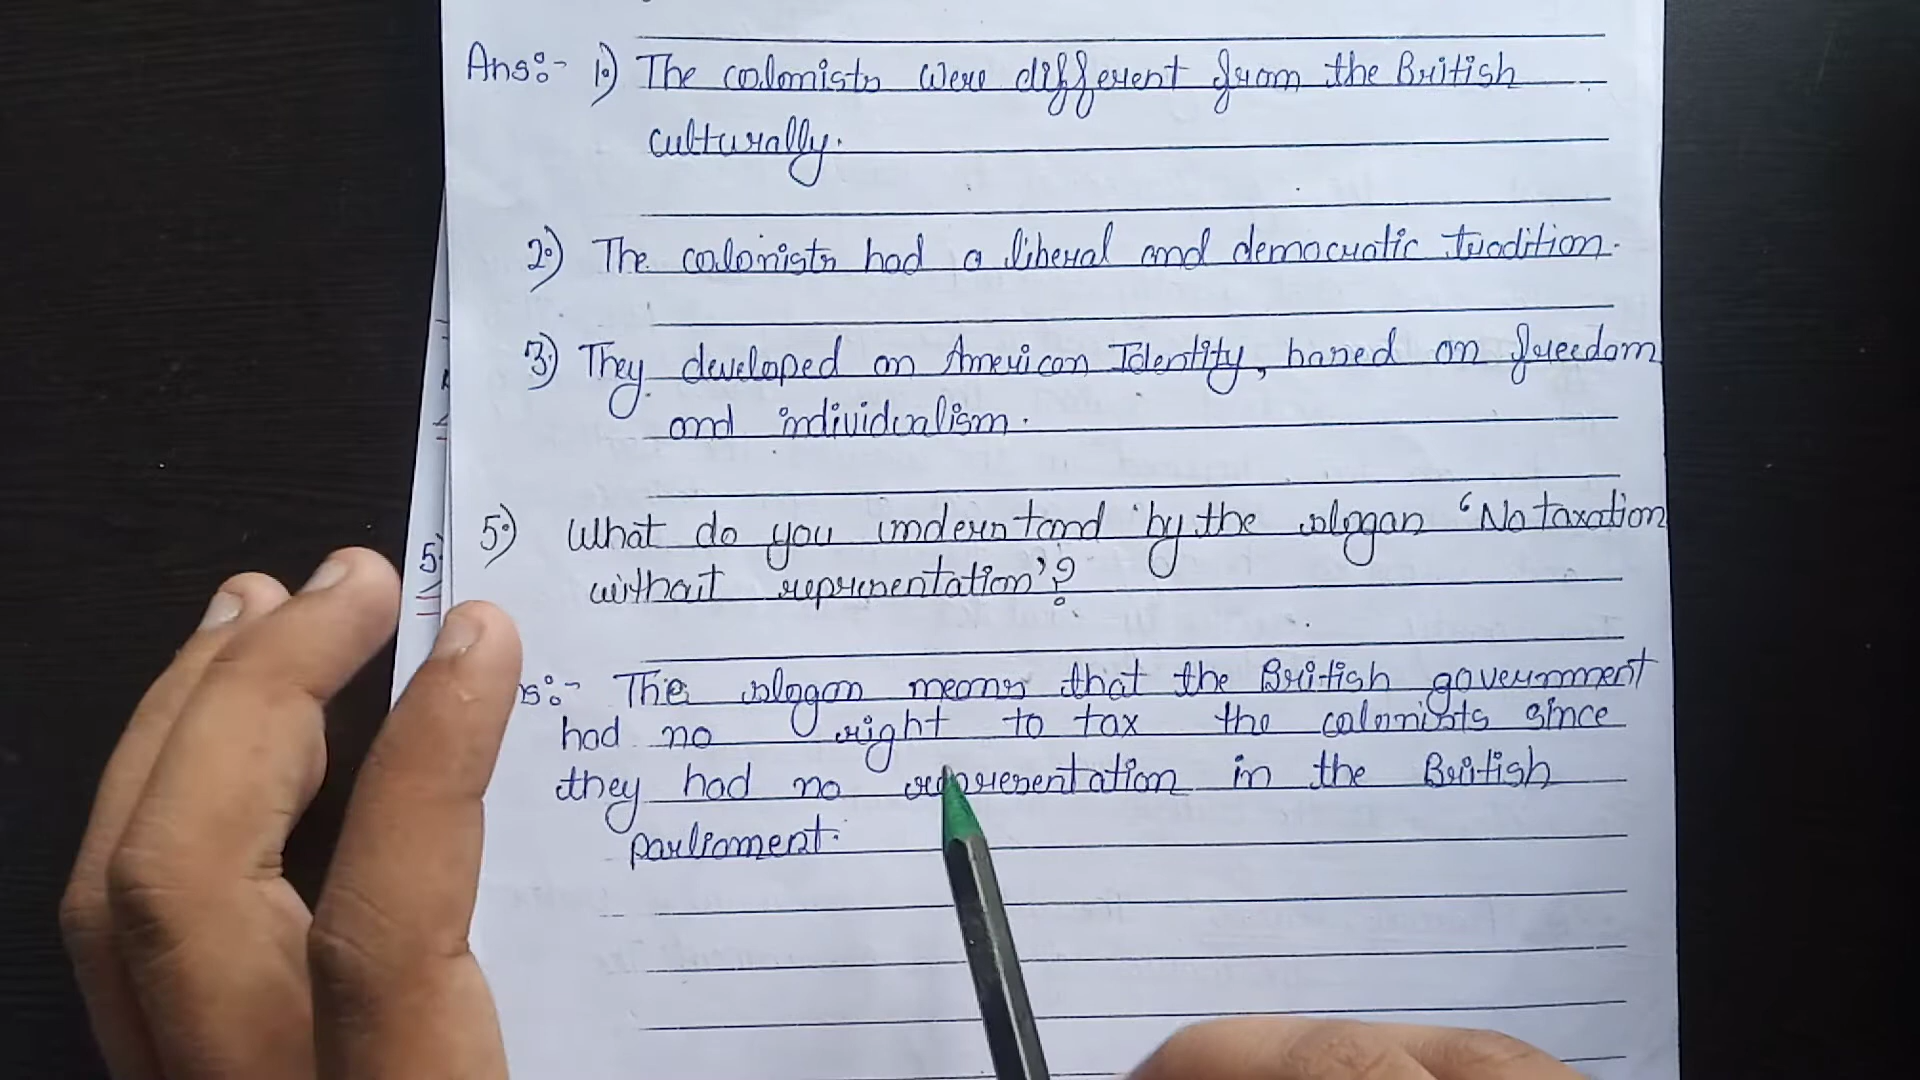 Ans:- 1.) The colonists were different from the British
culturally.
2.) The colonists had a liberal and democratic tradition.
3.) They developed an American Identity, based on freedom
and individualism.
5.) What do you understand by the slogan ‘No taxation
without representation’?
s:- The slogan means that the British government
had no right to tax the colonists since
they had no representation in the British
parliament.
5